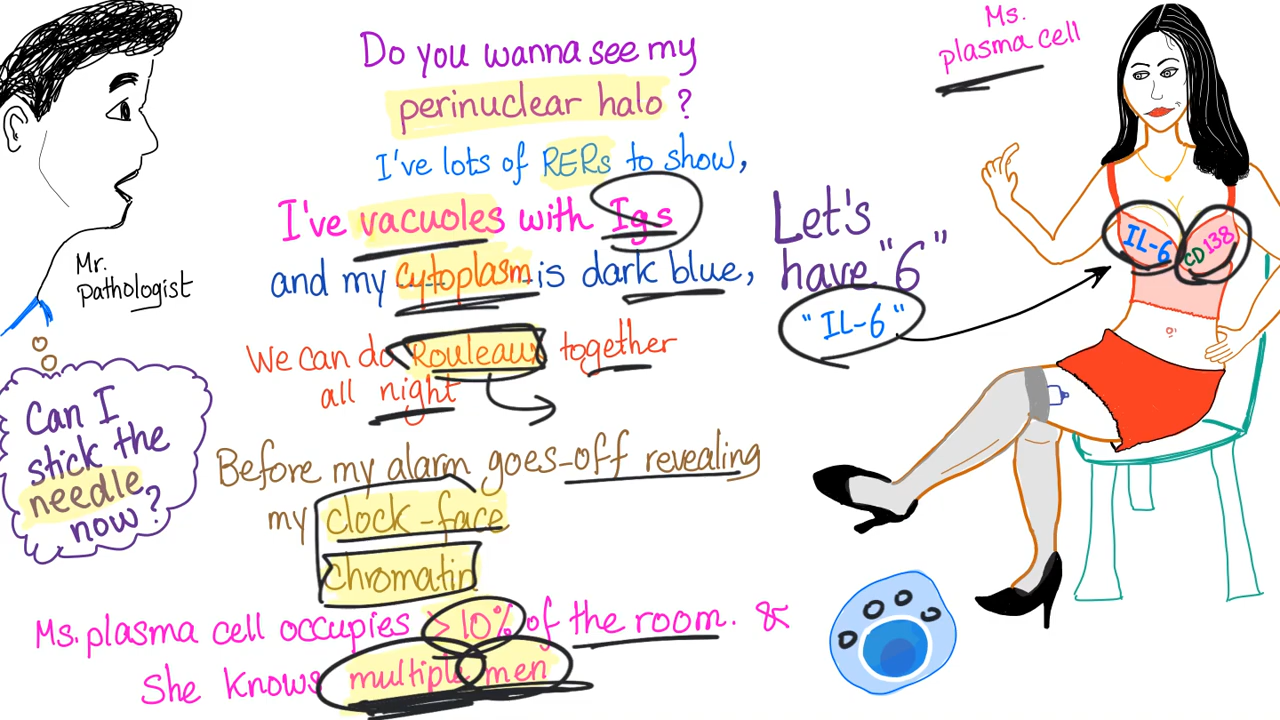 Ms.
plasma cell
Do you wanna see my
perinuclear halo ?
I've lots of RERs to show,
I've vacuoles with Igs
and my cytoplasm is dark blue,
We can do Rouleaux together
all night
Before my alarm goes-off revealing
my clock-face
chromatin
Ms. plasma cell occupies > 10% of the room. &
She knows multiple men
Let's
have "6"
"IL-6"
IL-6
CD138
Mr.
pathologist
Can I
stick the
needle
now?